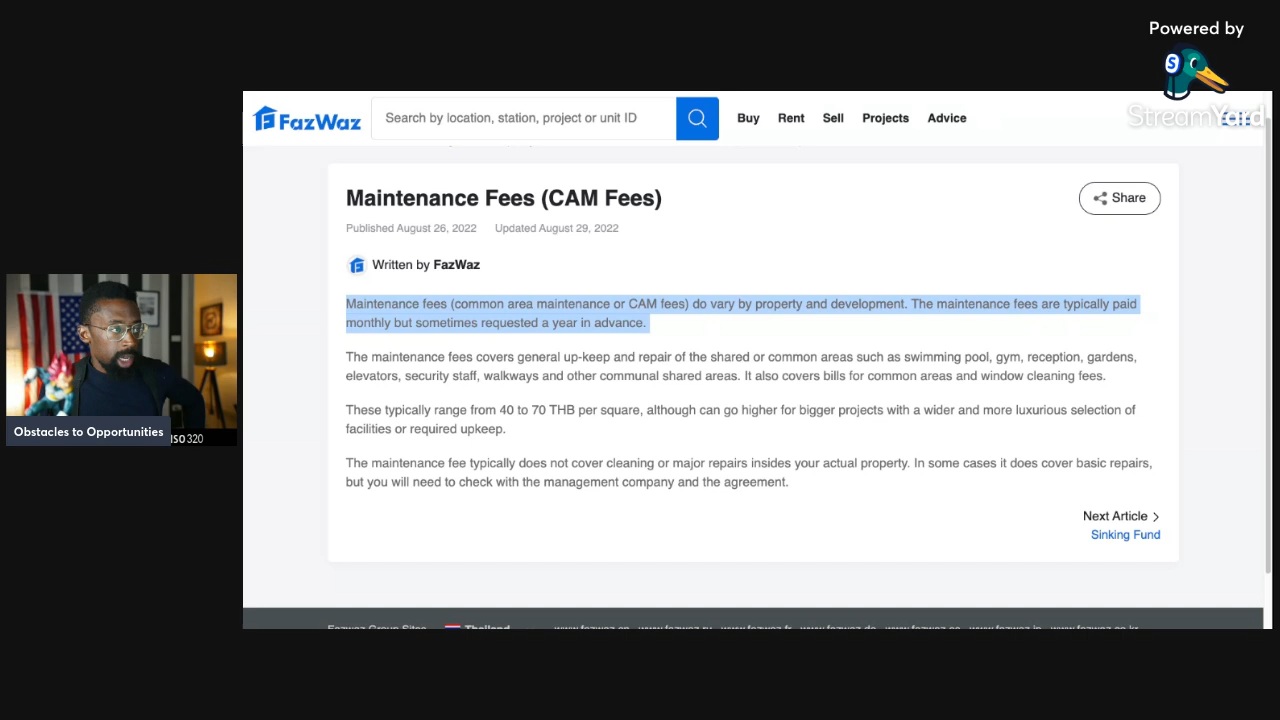 Powered by
StreamYard
FazWaz
Search by location, station, project or unit ID
Buy Rent Sell Projects Advice
Maintenance Fees (CAM Fees)
Share
Published August 26, 2022 Updated August 29, 2022
Written by FazWaz
Maintenance fees (common area maintenance or CAM fees) do vary by property and development. The maintenance fees are typically paid
monthly but sometimes requested a year in advance.
The maintenance fees covers general up-keep and repair of the shared or common areas such as swimming pool, gym, reception, gardens,
elevators, security staff, walkways and other communal shared areas. It also covers bills for common areas and window cleaning fees.
These typically range from 40 to 70 THB per square, although can go higher for bigger projects with a wider and more luxurious selection of
facilities or required upkeep.
The maintenance fee typically does not cover cleaning or major repairs insides your actual property. In some cases it does cover basic repairs,
but you will need to check with the management company and the agreement.
Next Article
Sinking Fund
Obstacles to Opportunities
ISO 320
Fazwaz Group Sites Thailand